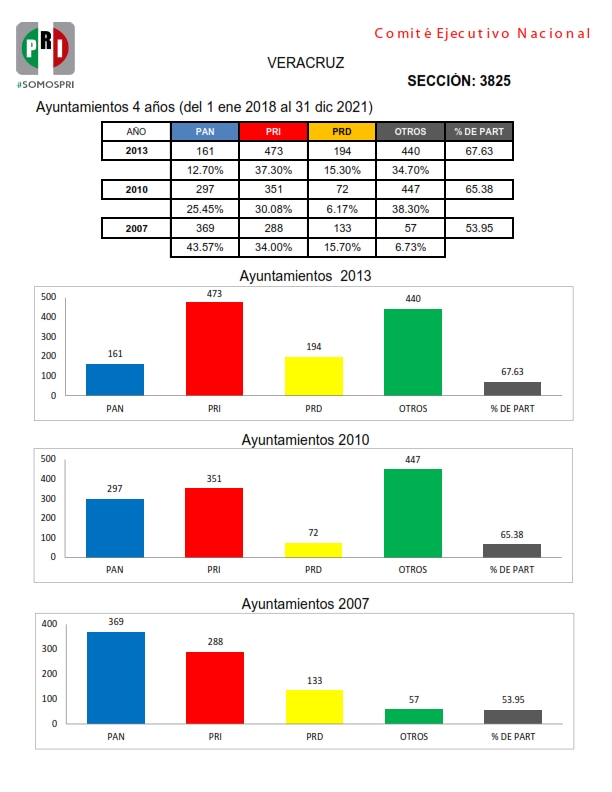 Comité Ejecutivo Nacional
PRI
#SOMOSPRI
VERACRUZ
SECCIÓN: 3825
Ayuntamientos 4 años (del 1 ene 2018 al 31 dic 2021)
AÑO PAN PRI PRD OTROS % DE PART
2013 161 473 194 440 67.63
12.70% 37.30% 15.30% 34.70%
2010 297 351 72 447 65.38
25.45% 30.08% 6.17% 38.30%
2007 369 288 133 57 53.95
43.57% 34.00% 15.70% 6.73%
Ayuntamientos 2013
500
400
300
200
100
0
161 473 194 440 67.63
PAN PRI PRD OTROS % DE PART
Ayuntamientos 2010
500
400
300
200
100
0
297 351 72 447 65.38
PAN PRI PRD OTROS % DE PART
Ayuntamientos 2007
400
300
200
100
0
369 288 133 57 53.95
PAN PRI PRD OTROS % DE PART